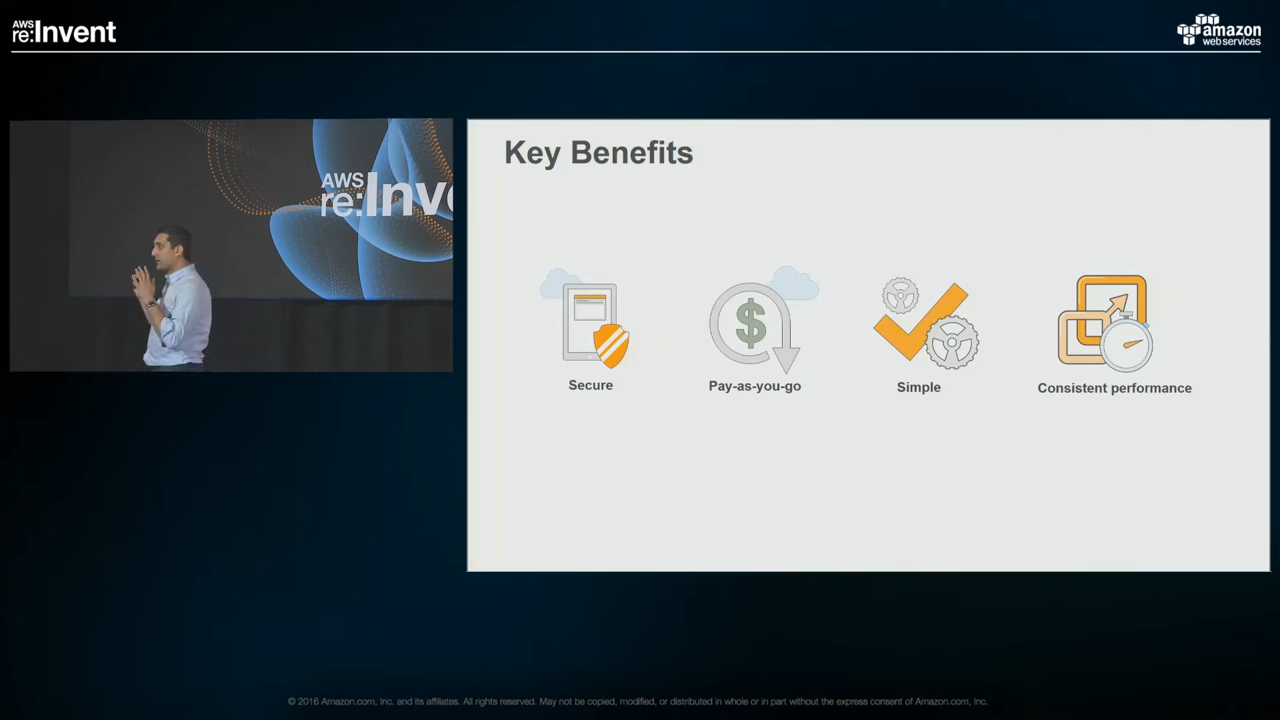 AWS
re:Invent
amazon
web services
AWS
re:Inve
Key Benefits
$
Secure
Pay-as-you-go
Simple
Consistent performance
© 2016 Amazon.com, Inc. and its affiliates. All rights reserved. May not be copied, modified, or distributed in whole or in part without the express consent of Amazon.com, Inc.